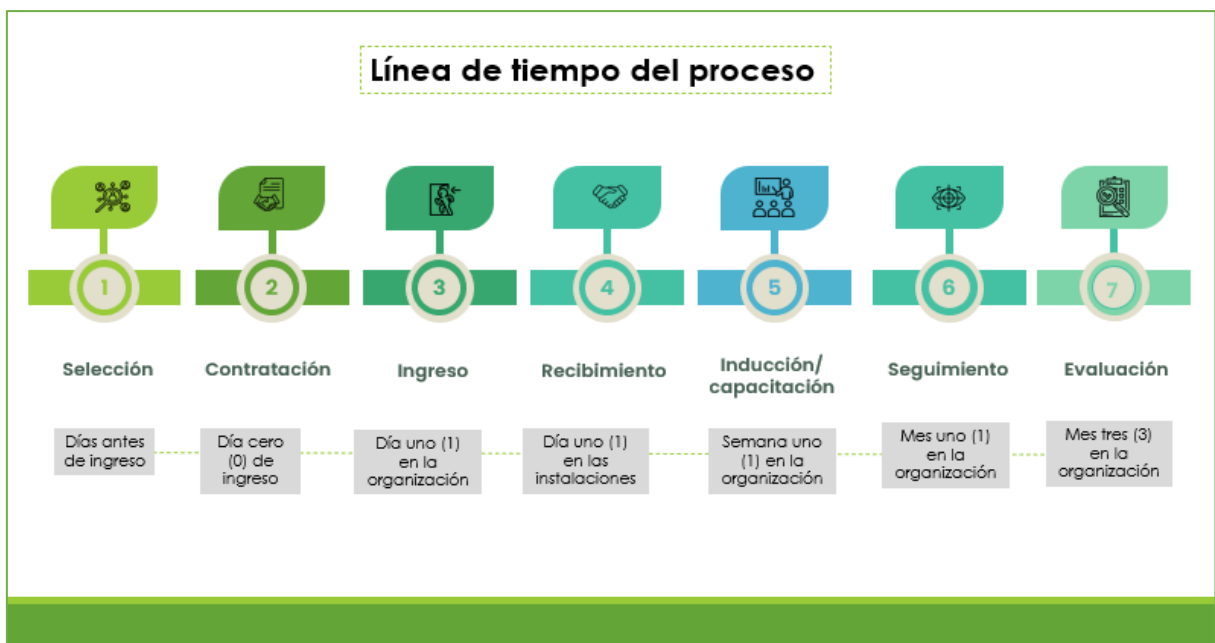 Línea de tiempo del proceso
1
2
3
4
5
6
7
Selección
Contratación
Ingreso
Recibimiento
Inducción/
capacitación
Seguimiento
Evaluación
Días antes
de ingreso
Día cero
(0) de
ingreso
Día uno (1)
en la
organización
Día uno (1)
en las
instalaciones
Semana uno
(1) en la
organización
Mes uno (1)
en la
organización
Mes tres (3)
en la
organización